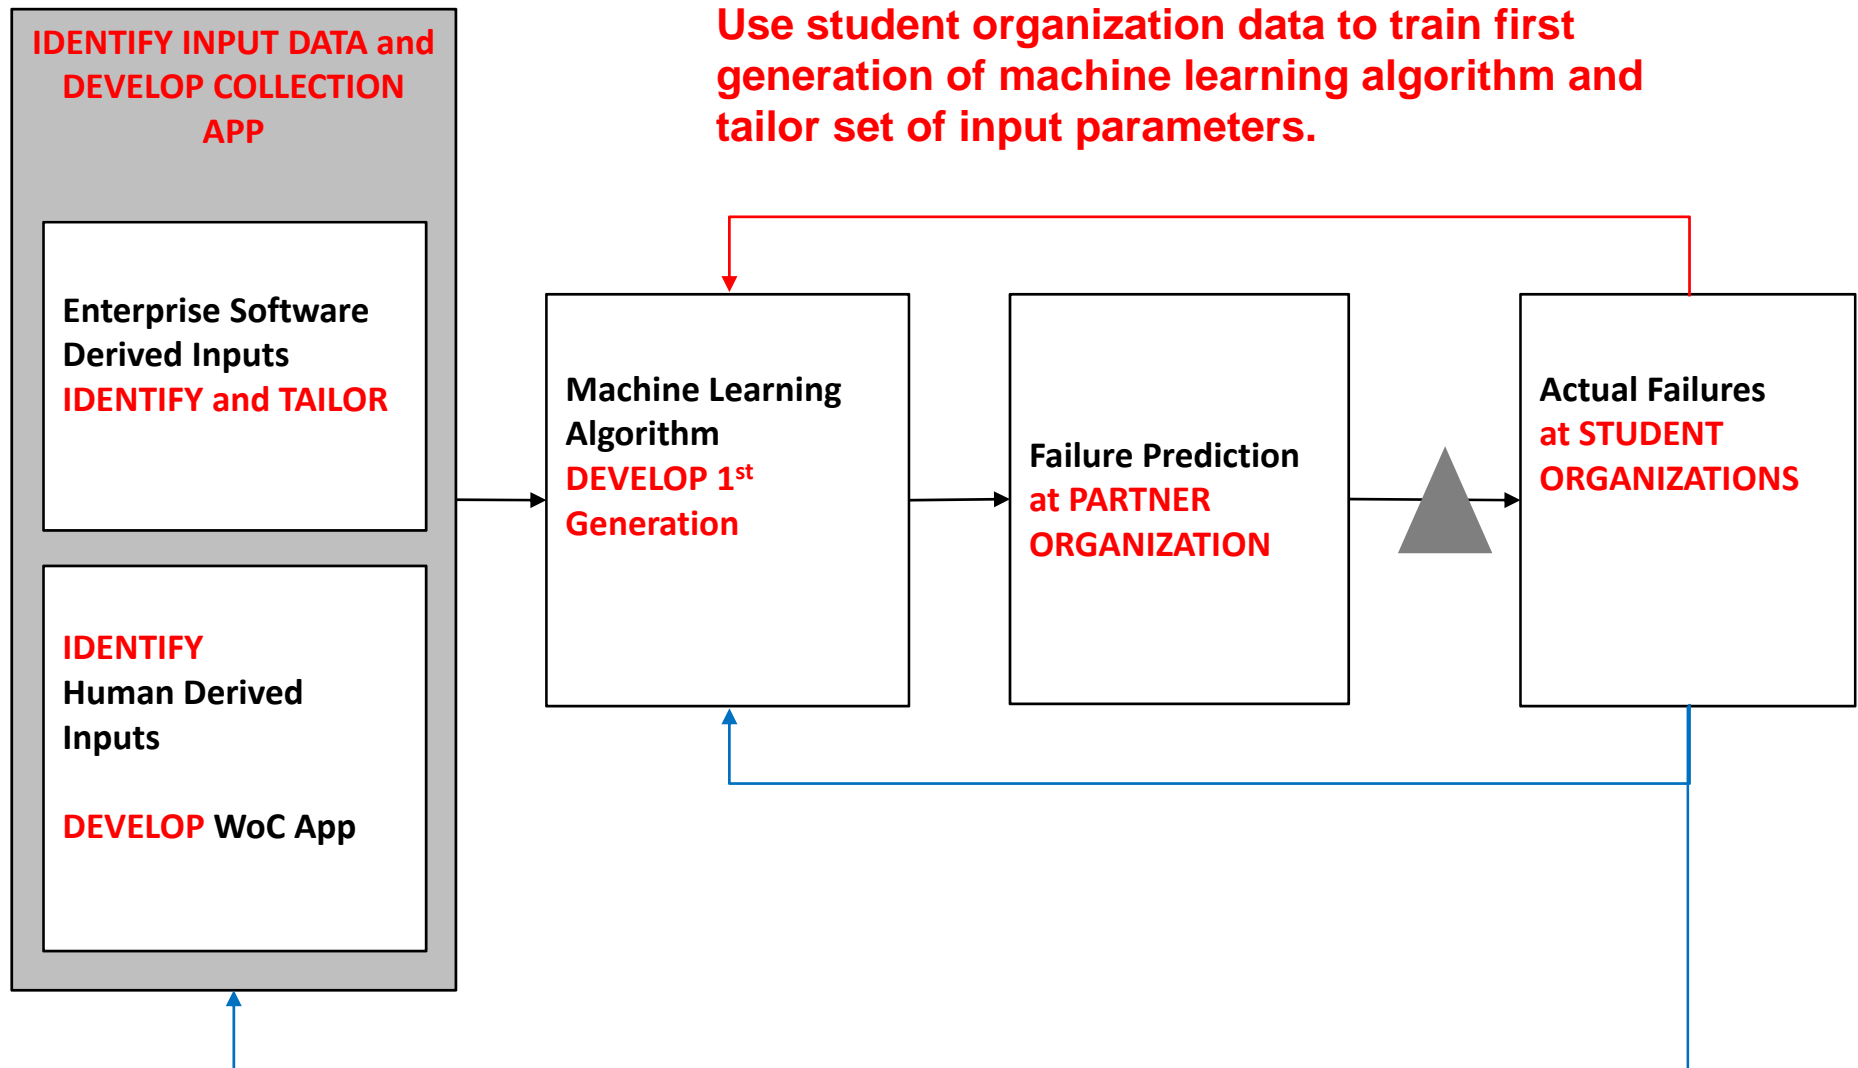 IDENTIFY INPUT DATA and
DEVELOP COLLECTION
APP
Use student organization data to train first
generation of machine learning algorithm and
tailor set of input parameters.
Enterprise Software
Derived Inputs
IDENTIFY and TAILOR
IDENTIFY
Human Derived
Inputs
DEVELOP WoC App
Machine Learning
Algorithm
DEVELOP 1st
Generation
Failure Prediction
at PARTNER
ORGANIZATION
Actual Failures
at STUDENT
ORGANIZATIONS